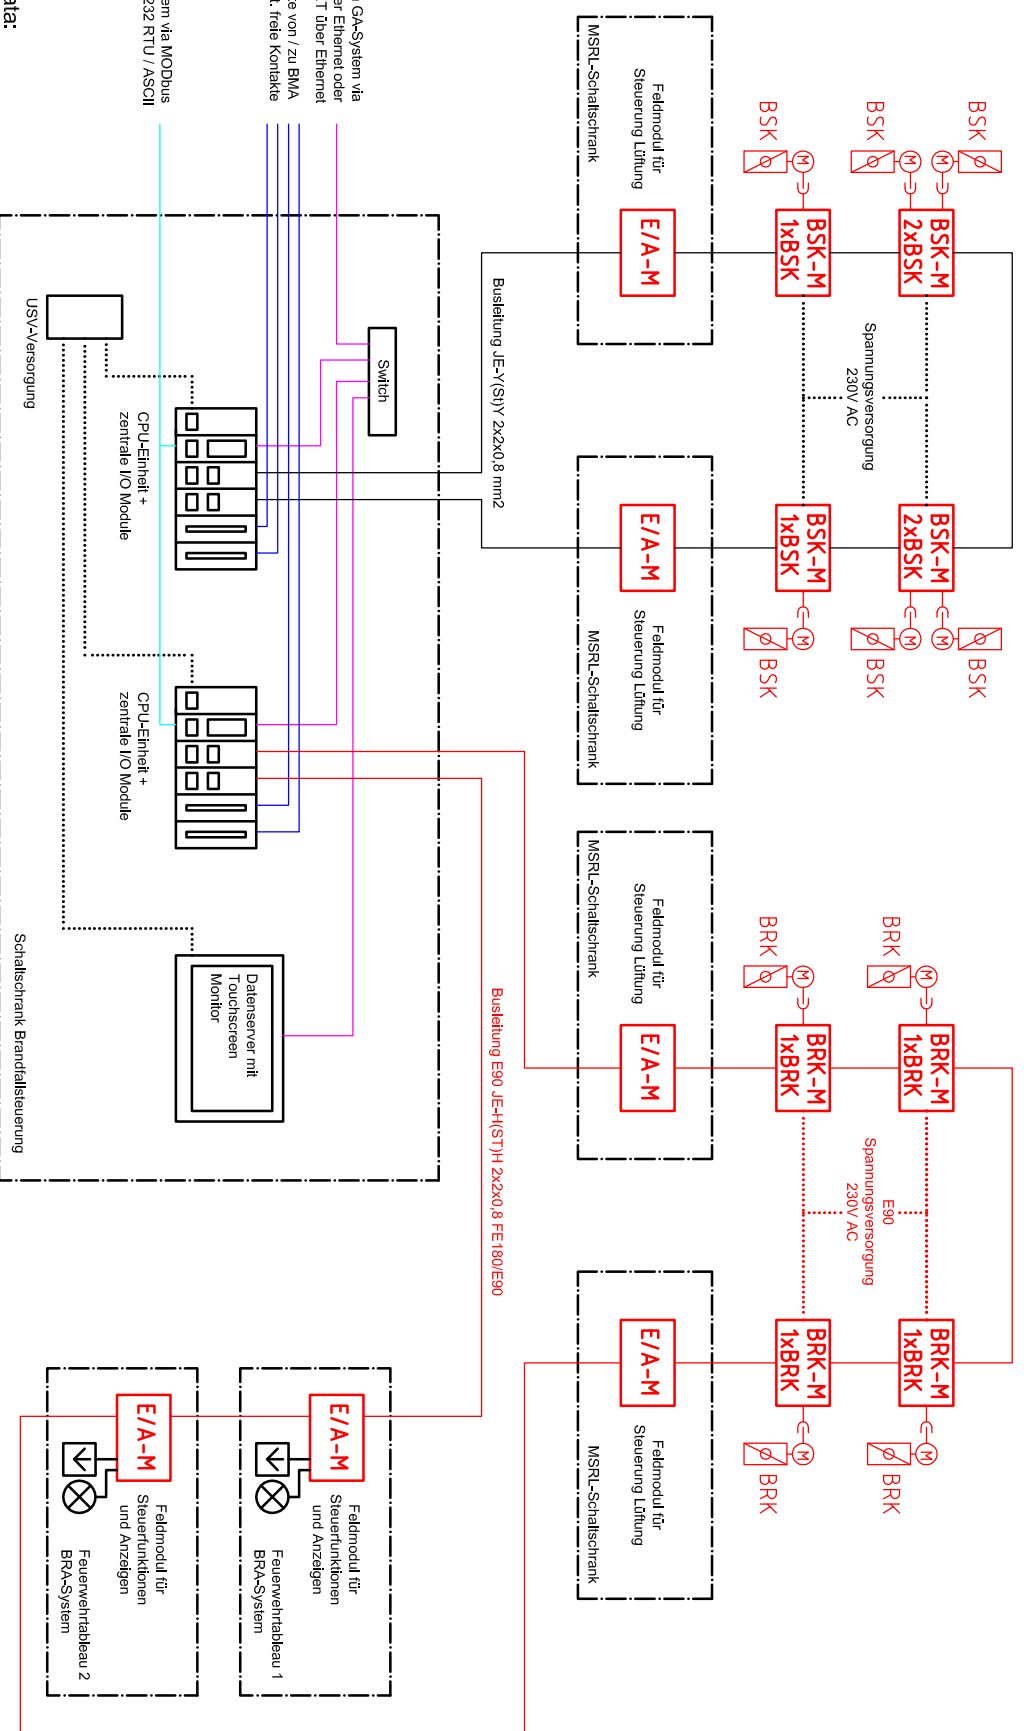 BSK
BSK
BRK
BRK
BSK-M
2xBSK
BSK-M
2xBSK
BRK-M
1xBRK
BRK-M
1xBRK
BSK
BSK
M
M
M
M
M
M
Spannungsversorgung
230V AC
E90
Spannungsversorgung
230V AC
BSK
BSK
BRK
BRK
BSK-M
1xBSK
BSK-M
1xBSK
BRK-M
1xBRK
BRK-M
1xBRK
M
M
M
M
Feldmodul für
Steuerung Lüftung
E/A-M
MSRL-Schaltschrank
E/A-M
Feldmodul für
Steuerung Lüftung
MSRL-Schaltschrank
Feldmodul für
Steuerung Lüftung
E/A-M
MSRL-Schaltschrank
E/A-M
Feldmodul für
Steuerung Lüftung
MSRL-Schaltschrank
Busleitung JE-Y(St)Y 2x2x0,8 mm2
Busleitung E90 JE-H(ST)H 2x2x0,8 FE180/E90
GA-System via
er Ethernet oder
T über Ethernet
e von / zu BMA
t. freie Kontakte
em via MODbus
232 RTU / ASCII
Switch
USV-Versorgung
CPU-Einheit +
zentrale I/O Module
CPU-Einheit +
zentrale I/O Module
Datenserver mit
Touchscreen
Monitor
Schaltschrank Brandfallsteuerung
E/A-M
Feldmodul für
Steuerfunktionen
und Anzeigen
Feuerwehrtableau 1
BRA-System
E/A-M
Feldmodul für
Steuerfunktionen
und Anzeigen
Feuerwehrtableau 2
BRA-System
ata: